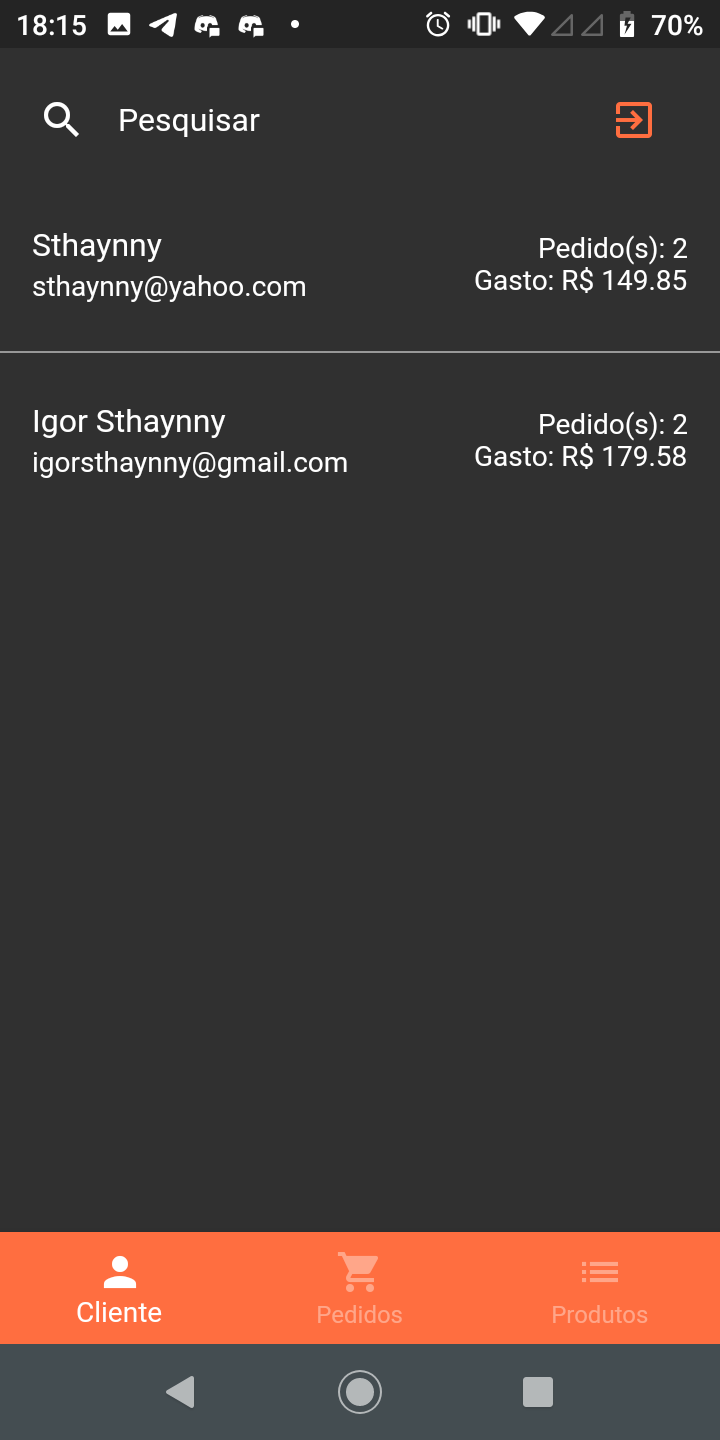 18:15 70%
Pesquisar
Sthaynny
sthaynny@yahoo.com
Pedido(s): 2
Gasto: R$ 149.85
Igor Sthaynny
igorsthaynny@gmail.com
Pedido(s): 2
Gasto: R$ 179.58
Cliente Pedidos Produtos